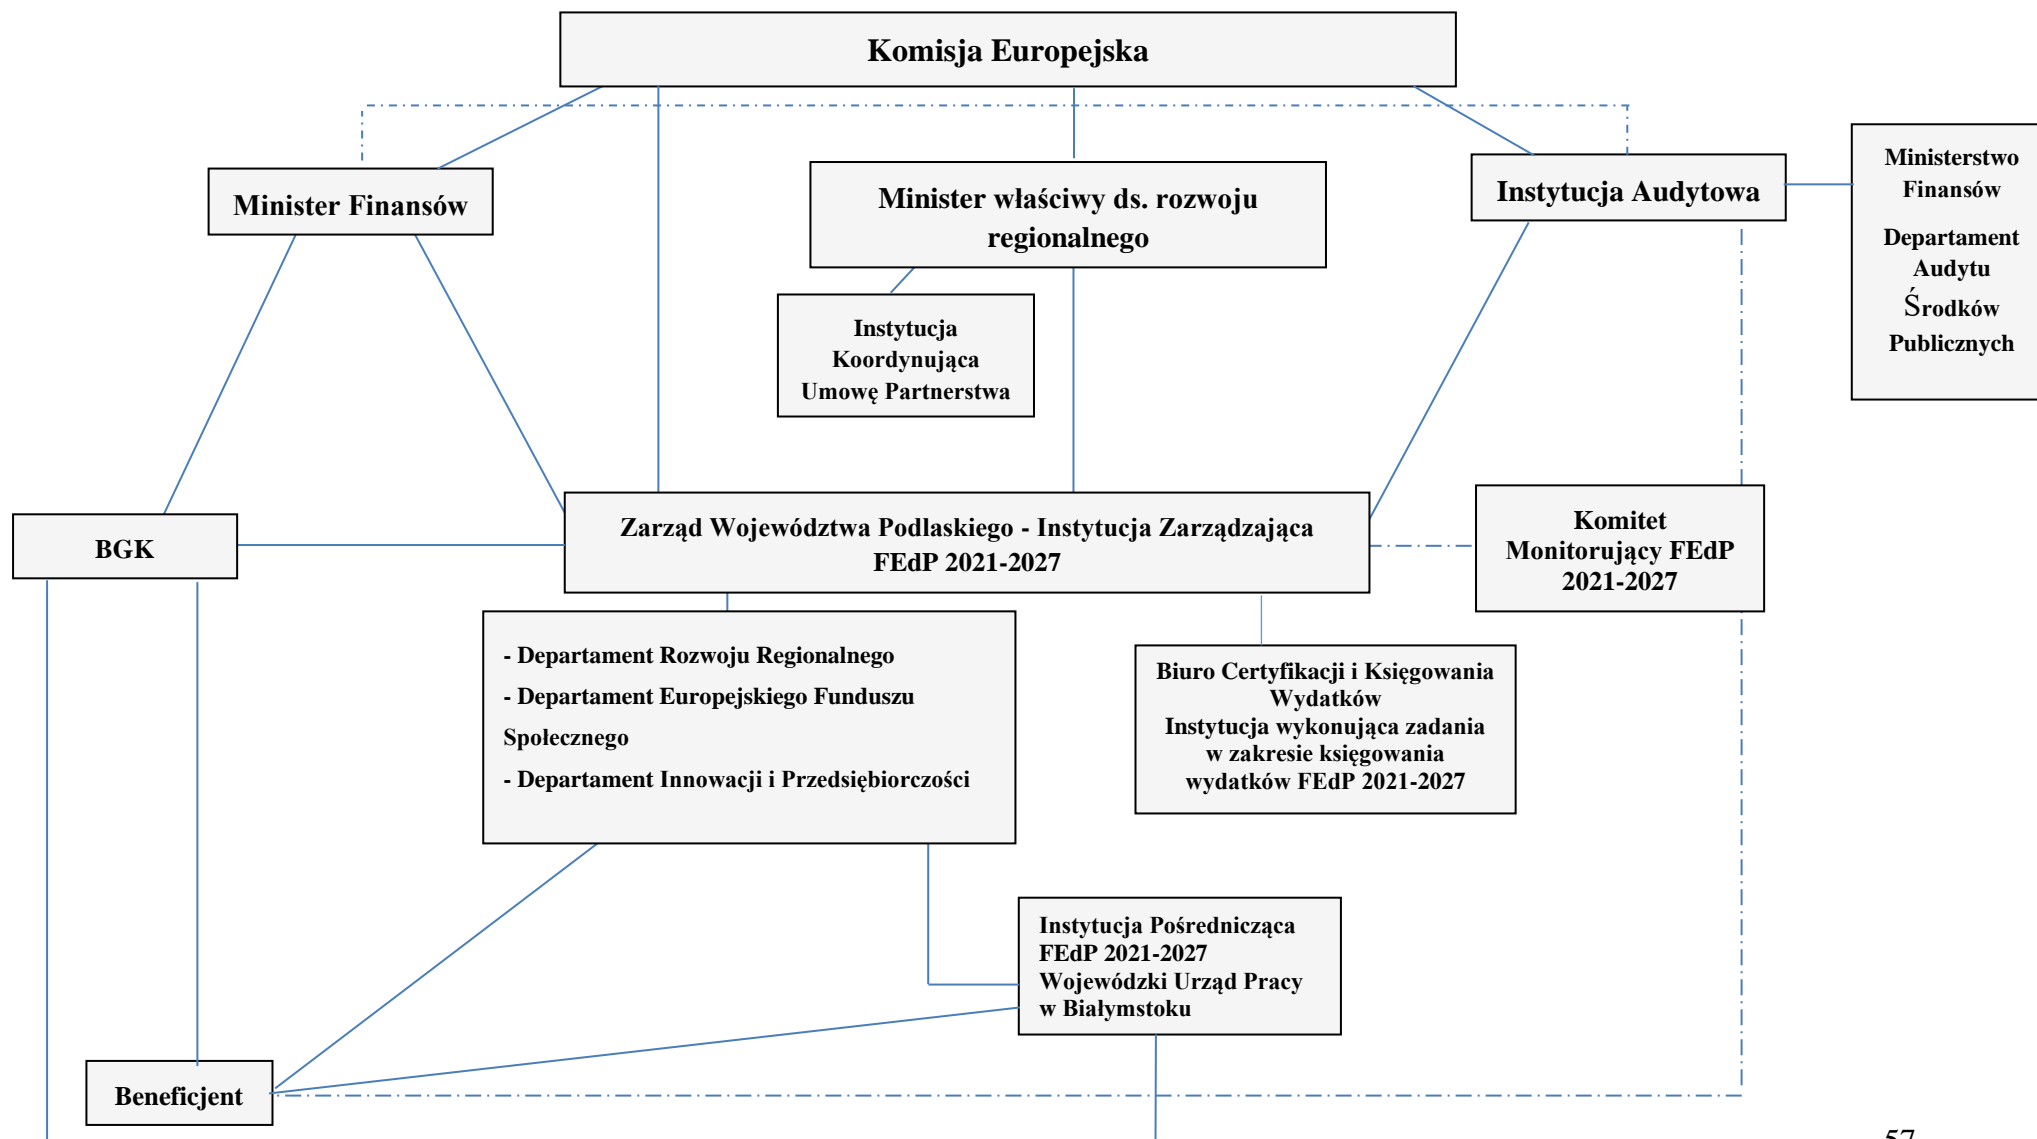 Komisja Europejska
Minister Finansów
Minister właściwy ds. rozwoju
regionalnego
Instytucja Audytowa
Ministerstwo
Finansów
Departament
Audytu
Środków
Publicznych
Instytucja
Koordynująca
Umowę Partnerstwa
BGK
Zarząd Województwa Podlaskiego - Instytucja Zarządzająca
FEdP 2021-2027
Komitet
Monitorujący FEdP
2021-2027
- Departament Rozwoju Regionalnego
- Departament Europejskiego Funduszu
Społecznego
- Departament Innowacji i Przedsiębiorczości
Biuro Certyfikacji i Księgowania
Wydatków
Instytucja wykonująca zadania
w zakresie księgowania
wydatków FEdP 2021-2027
Instytucja Pośrednicząca
FEdP 2021-2027
Wojewódzki Urząd Pracy
w Białymstoku
Beneficjent
57